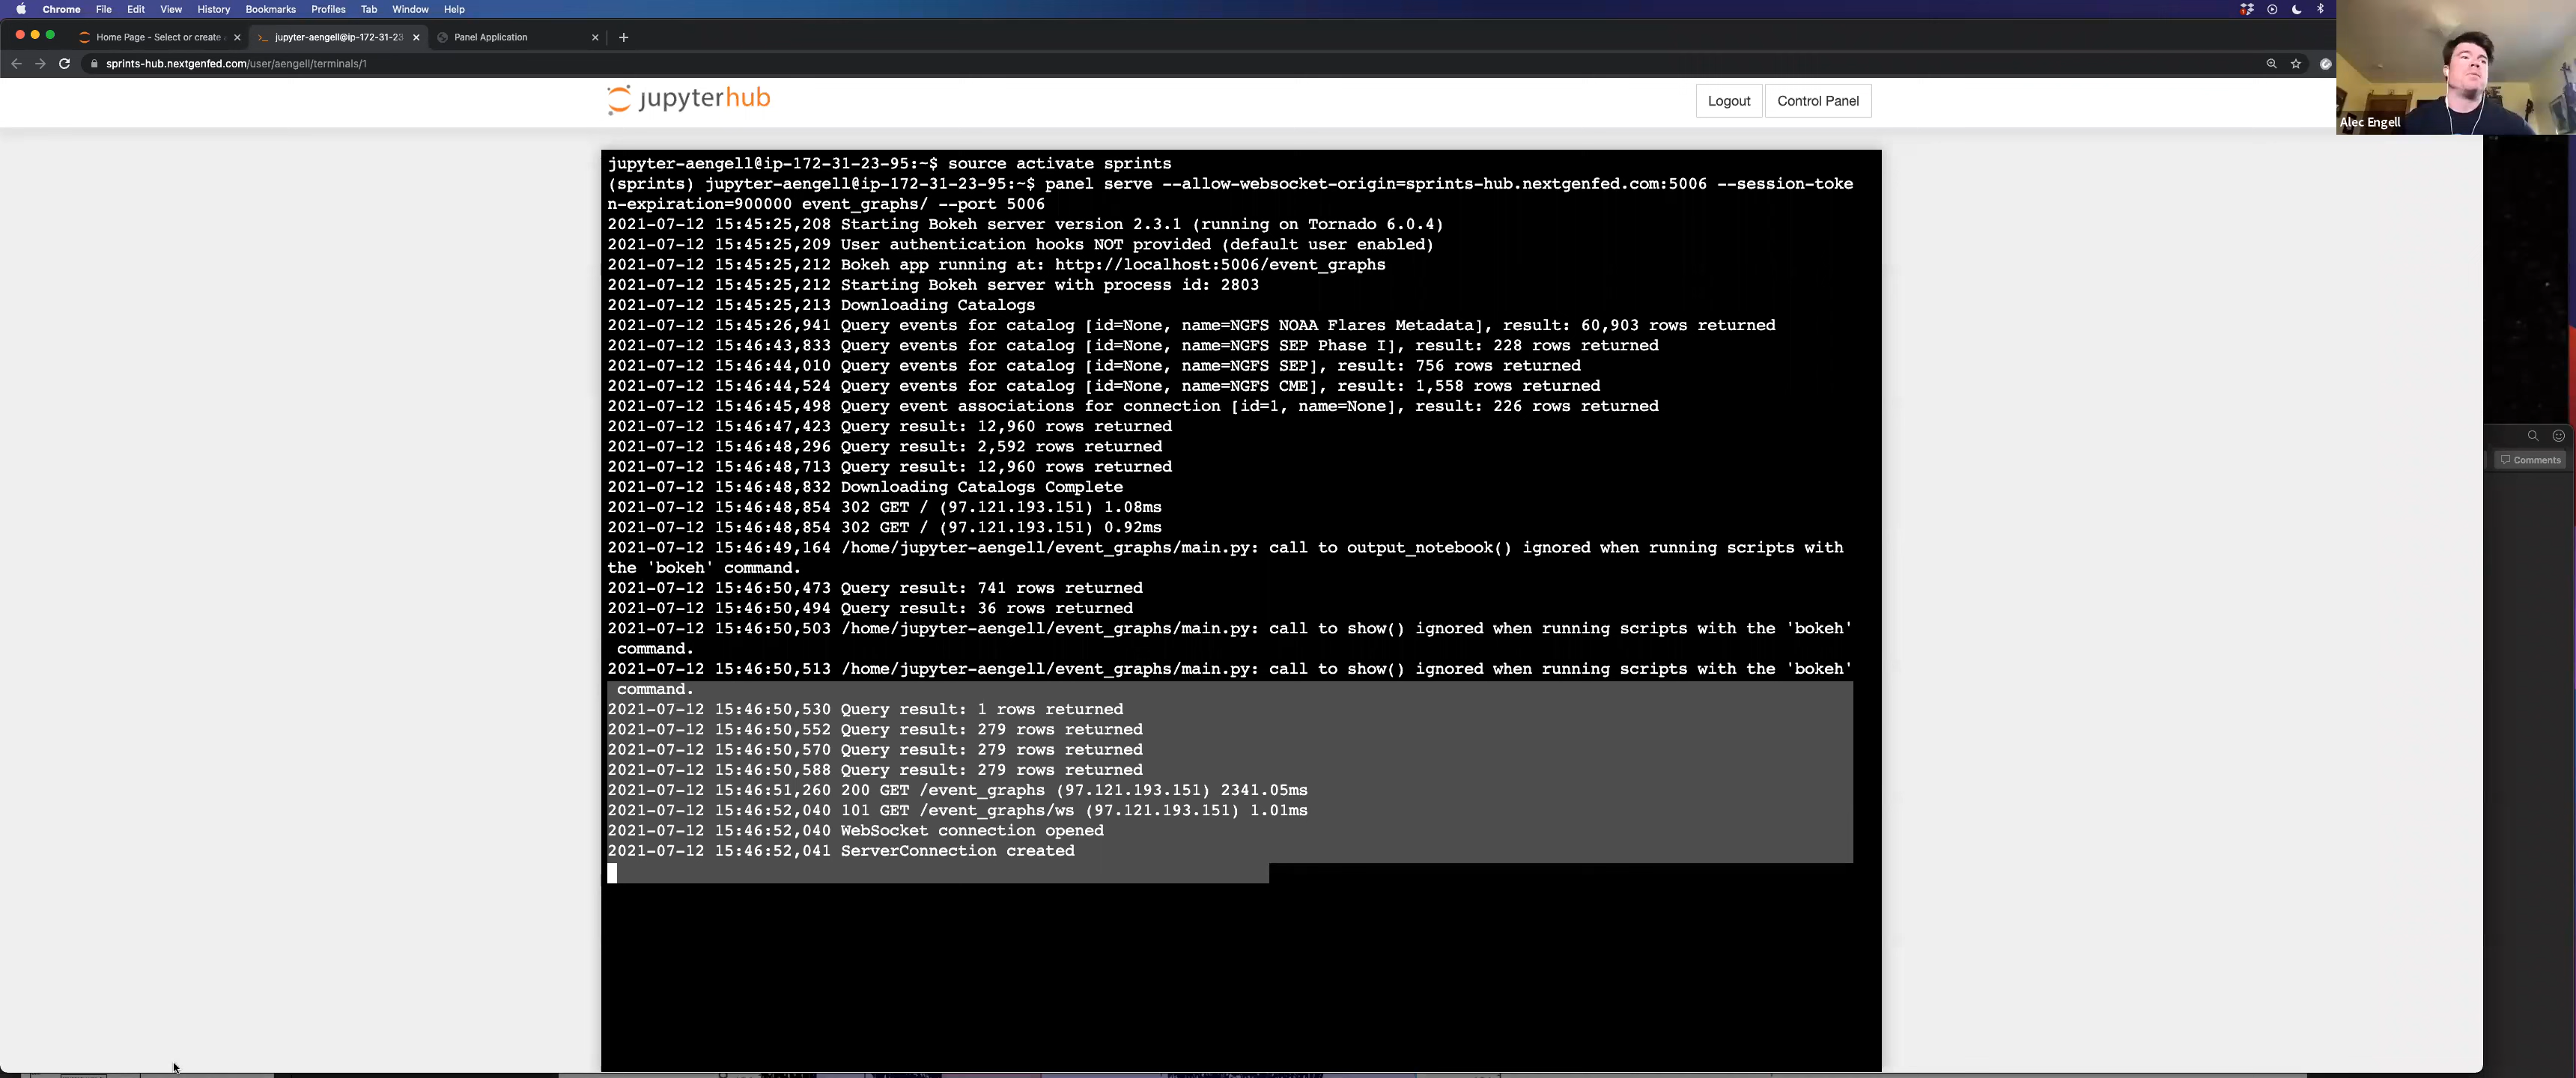 Chrome File Edit View History Bookmarks Profiles Tab Window Help
Home Page - Select or create
jupyter-aengell@ip-172-31-23
Panel Application
sprints-hub.nextgenfed.com/user/aengell/terminals/1
jupyterhub
Logout Control Panel
Alec Engell
jupyter-aengell@ip-172-31-23-95:~$ source activate sprints
(sprints) jupyter-aengell@ip-172-31-23-95:~$ panel serve --allow-websocket-origin=sprints-hub.nextgenfed.com:5006 --session-toke
n-expiration=900000 event_graphs/ --port 5006
2021-07-12 15:45:25,208 Starting Bokeh server version 2.3.1 (running on Tornado 6.0.4)
2021-07-12 15:45:25,209 User authentication hooks NOT provided (default user enabled)
2021-07-12 15:45:25,212 Bokeh app running at: http://localhost:5006/event_graphs
2021-07-12 15:45:25,212 Starting Bokeh server with process id: 2803
2021-07-12 15:45:25,213 Downloading Catalogs
2021-07-12 15:45:26,941 Query events for catalog [id=None, name=NGFS NOAA Flares Metadata], result: 60,903 rows returned
2021-07-12 15:46:43,833 Query events for catalog [id=None, name=NGFS SEP Phase I], result: 228 rows returned
2021-07-12 15:46:44,010 Query events for catalog [id=None, name=NGFS SEP], result: 756 rows returned
2021-07-12 15:46:44,524 Query events for catalog [id=None, name=NGFS CME], result: 1,558 rows returned
2021-07-12 15:46:45,498 Query event associations for connection [id=1, name=None], result: 226 rows returned
2021-07-12 15:46:47,423 Query result: 12,960 rows returned
2021-07-12 15:46:48,296 Query result: 2,592 rows returned
2021-07-12 15:46:48,713 Query result: 12,960 rows returned
2021-07-12 15:46:48,832 Downloading Catalogs Complete
2021-07-12 15:46:48,854 302 GET / (97.121.193.151) 1.08ms
2021-07-12 15:46:48,854 302 GET / (97.121.193.151) 0.92ms
2021-07-12 15:46:49,164 /home/jupyter-aengell/event_graphs/main.py: call to output_notebook() ignored when running scripts with
the 'bokeh' command.
2021-07-12 15:46:50,473 Query result: 741 rows returned
2021-07-12 15:46:50,494 Query result: 36 rows returned
2021-07-12 15:46:50,503 /home/jupyter-aengell/event_graphs/main.py: call to show() ignored when running scripts with the 'bokeh'
command.
2021-07-12 15:46:50,513 /home/jupyter-aengell/event_graphs/main.py: call to show() ignored when running scripts with the 'bokeh'
command.
2021-07-12 15:46:50,530 Query result: 1 rows returned
2021-07-12 15:46:50,552 Query result: 279 rows returned
2021-07-12 15:46:50,570 Query result: 279 rows returned
2021-07-12 15:46:50,588 Query result: 279 rows returned
2021-07-12 15:46:51,260 200 GET /event_graphs (97.121.193.151) 2341.05ms
2021-07-12 15:46:52,040 101 GET /event_graphs/ws (97.121.193.151) 1.01ms
2021-07-12 15:46:52,040 WebSocket connection opened
2021-07-12 15:46:52,041 ServerConnection created
Comments